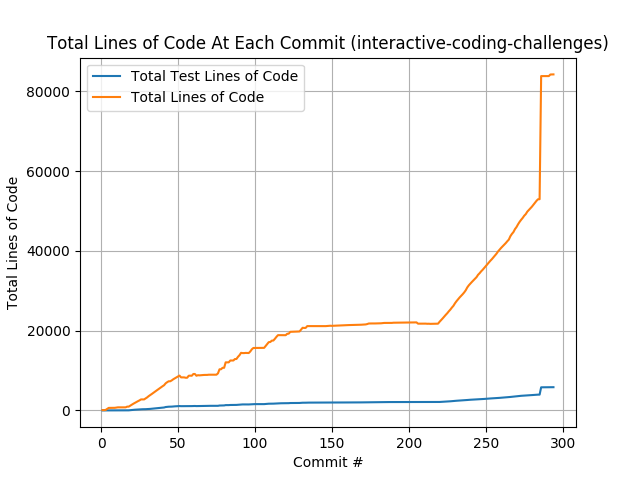 Total Lines of Code At Each Commit (interactive-coding-challenges)
Total Test Lines of Code
Total Lines of Code
80000
60000
40000
20000
0
Total Lines of Code
0 50 100 150 200 250 300
Commit #